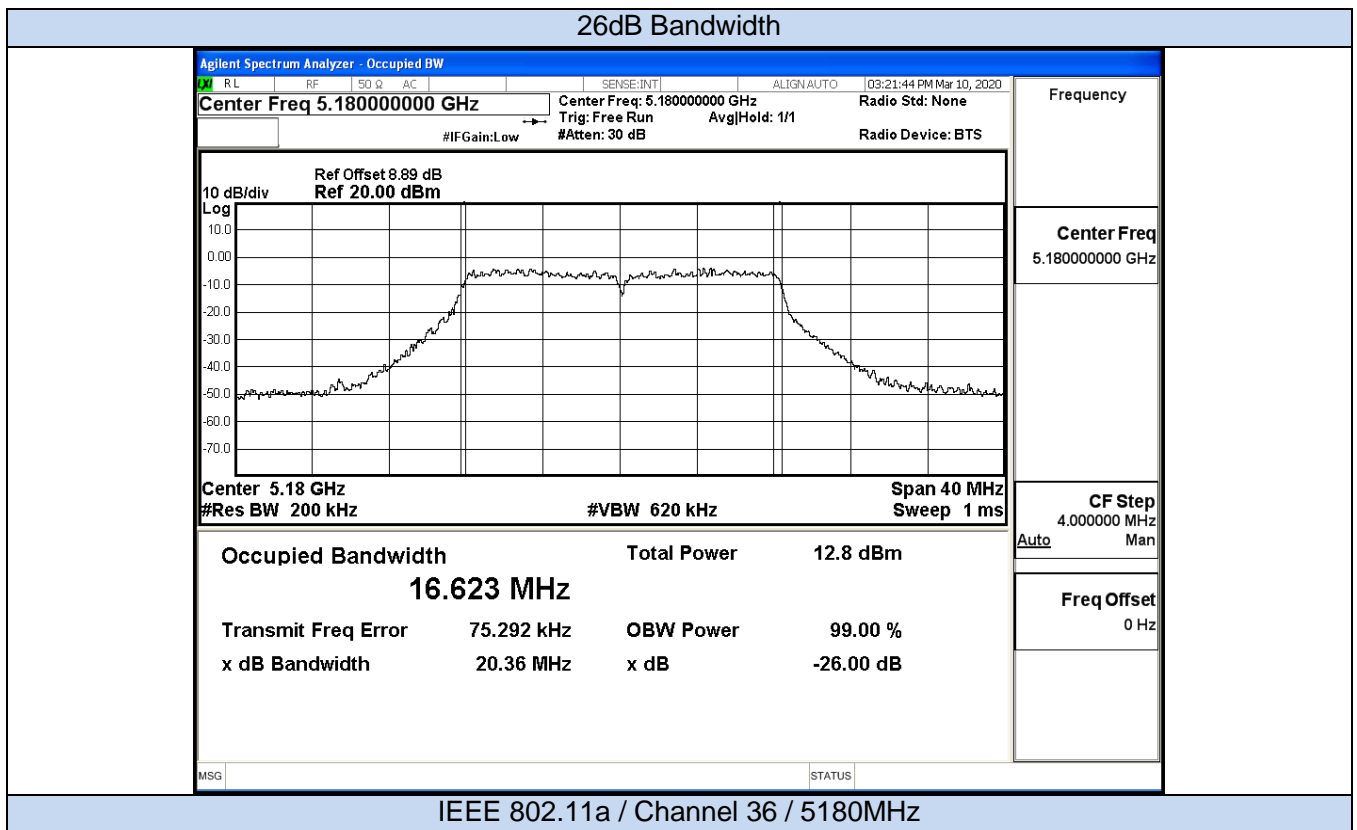 26dB Bandwidth
Agilent Spectrum Analyzer - Occupied BW
LXI RL RF 50 Ω AC SENSE:INT ALIGN AUTO 03:21:44 PM Mar 10, 2020
Center Freq 5.180000000 GHz
Center Freq: 5.180000000 GHz
Radio Std: None
Trig: Free Run Avg|Hold: 1/1
#IFGain:Low #Atten: 30 dB Radio Device: BTS
Frequency
Ref Offset 8.89 dB
10 dB/div Ref 20.00 dBm
Log
10.0
0.00
-10.0
-20.0
-30.0
-40.0
-50.0
-60.0
-70.0
Center 5.18 GHz Span 40 MHz
#Res BW 200 kHz #VBW 620 kHz Sweep 1 ms
Occupied Bandwidth Total Power 12.8 dBm
16.623 MHz
Transmit Freq Error 75.292 kHz OBW Power 99.00 %
x dB Bandwidth 20.36 MHz x dB -26.00 dB
Center Freq
5.180000000 GHz
CF Step
4.000000 MHz
Auto Man
Freq Offset
0 Hz
MSG STATUS
IEEE 802.11a / Channel 36 / 5180MHz